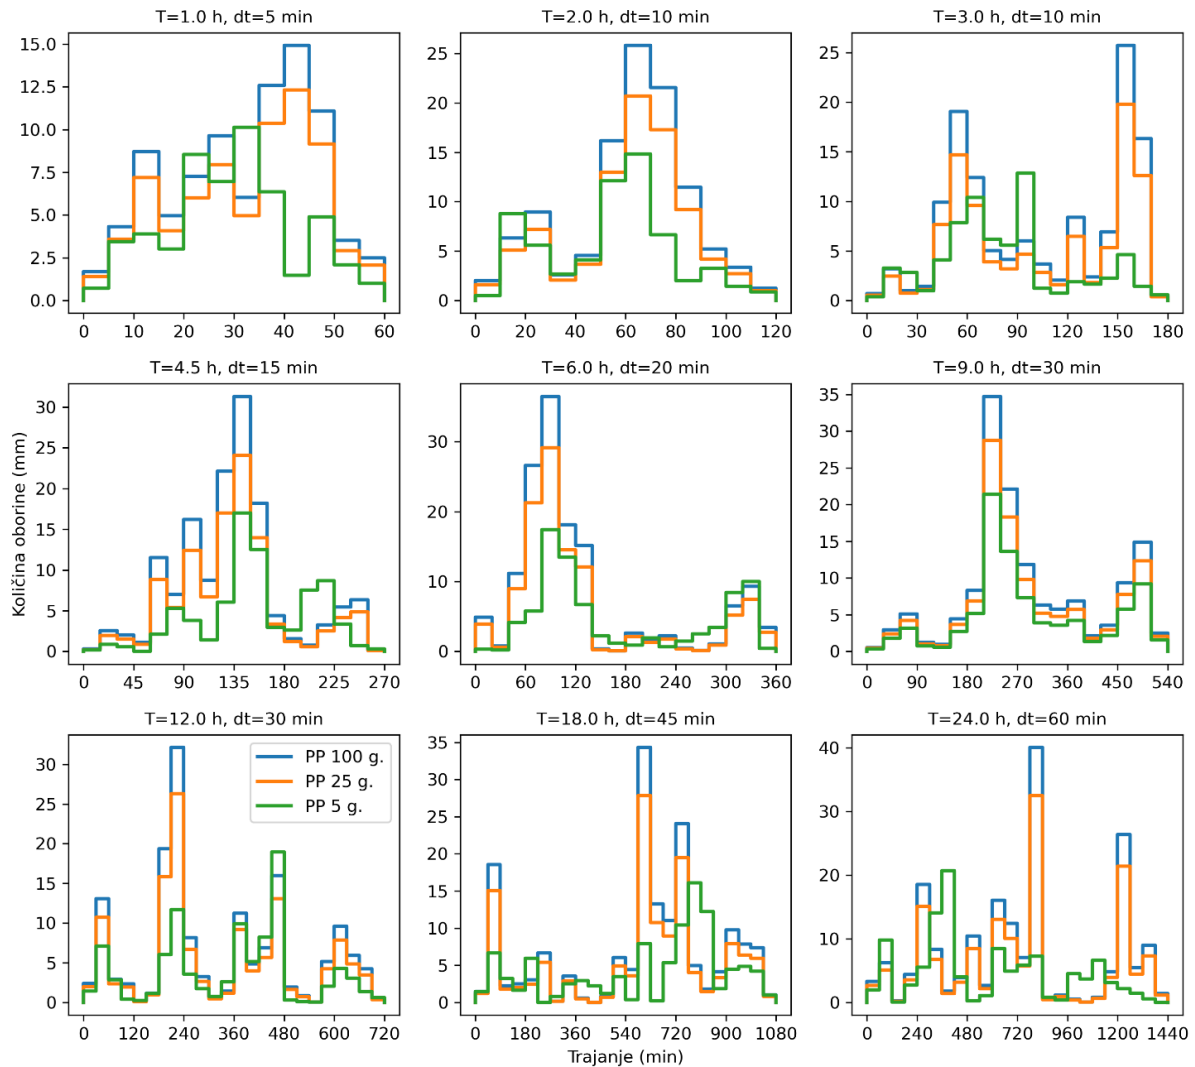 T=1.0 h, dt=5 min
T=2.0 h, dt=10 min
T=3.0 h, dt=10 min
15.0
12.5
10.0
7.5
5.0
2.5
0.0
0 10 20 30 40 50 60
25
20
15
10
5
0
0 20 40 60 80 100 120
25
20
15
10
5
0
0 30 60 90 120 150 180
Količina oborine (mm)
T=4.5 h, dt=15 min
T=6.0 h, dt=20 min
T=9.0 h, dt=30 min
30
25
20
15
10
5
0
0 45 90 135 180 225 270
30
20
10
0
0 60 120 180 240 300 360
35
30
25
20
15
10
5
0
0 90 180 270 360 450 540
T=12.0 h, dt=30 min
T=18.0 h, dt=45 min
T=24.0 h, dt=60 min
30
25
20
15
10
5
0
PP 100 g.
PP 25 g.
PP 5 g.
0 120 240 360 480 600 720
35
30
25
20
15
10
5
0
0 180 360 540 720 900 1080
40
30
20
10
0
0 240 480 720 960 1200 1440
Trajanje (min)